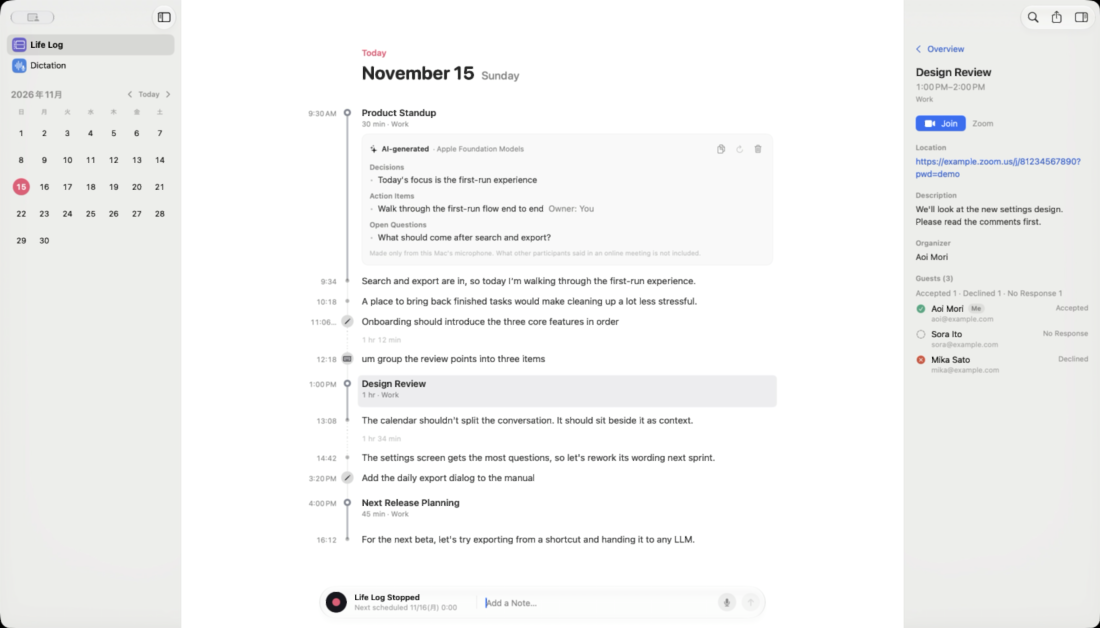 Life Log
Dictation
2026年11月
Today
日 月 火 水 木 金 土
1 2 3 4 5 6 7
8 9 10 11 12 13 14
15 16 17 18 19 20 21
22 23 24 25 26 27 28
29 30
Today
November 15 Sunday
9:30 AM Product Standup
30 min · Work
AI-generated · Apple Foundation Models
Decisions
- Today's focus is the first-run experience
Action Items
- Walk through the first-run flow end to end Owner: You
Open Questions
- What should come after search and export?
Made only from this Mac's microphone. What other participants said in an online meeting is not included.
9:34 Search and export are in, so today I'm walking through the first-run experience.
10:18 A place to bring back finished tasks would make cleaning up a lot less stressful.
11:06... Onboarding should introduce the three core features in order
1 hr 12 min
12:18 um group the review points into three items
1:00 PM Design Review
1 hr · Work
13:08 The calendar shouldn't split the conversation. It should sit beside it as context.
1 hr 34 min
14:42 The settings screen gets the most questions, so let's rework its wording next sprint.
3:20 PM Add the daily export dialog to the manual
4:00 PM Next Release Planning
45 min · Work
16:12 For the next beta, let's try exporting from a shortcut and handing it to any LLM.
Life Log Stopped
Next scheduled 11/16(月) 0:00
Add a Note...
Overview
Design Review
1:00 PM–2:00 PM
Work
Join Zoom
Location
https://example.zoom.us/j/81234567890?
pwd=demo
Description
We'll look at the new settings design.
Please read the comments first.
Organizer
Aoi Mori
Guests (3)
Accepted 1 · Declined 1 · No Response 1
Aoi Mori Me Accepted
aoi@example.com
Sora Ito No Response
sora@example.com
Mika Sato Declined
mika@example.com